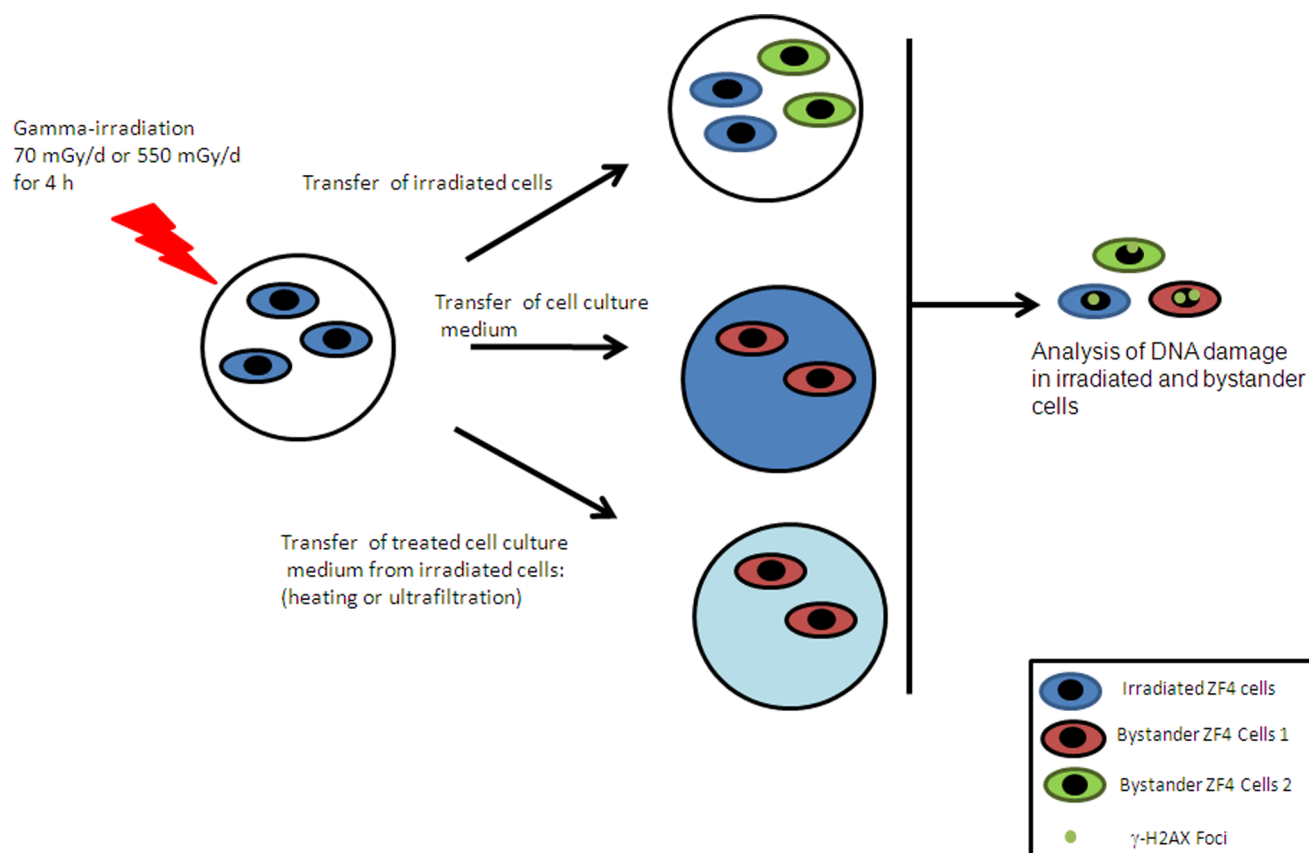 Gamma-irradiation
70 mGy/d or 550 mGy/d
for 4 h
Transfer of irradiated cells
Transfer of cell culture
medium
Transfer of treated cell culture
medium from irradiated cells:
(heating or ultrafiltration)
Analysis of DNA damage
in irradiated and bystander
cells
Irradiated ZF4 cells
Bystander ZF4 Cells 1
Bystander ZF4 Cells 2
γ-H2AX Foci